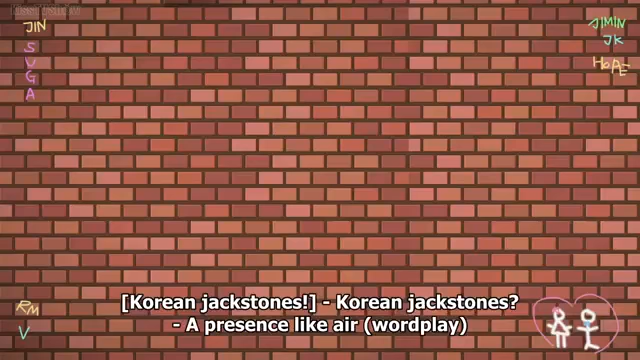 JIN
SUGA
JIMIN
JK
HOPE
RM
V
[Korean jackstones!] - Korean jackstones?
- A presence like air (wordplay)